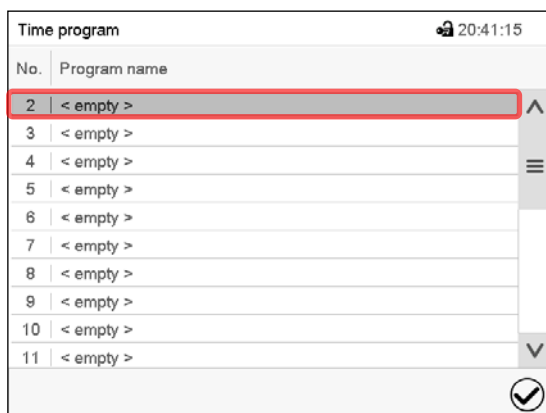 Time program 20:41:15
No. Program name
2 < empty >
3 < empty >
4 < empty >
5 < empty >
6 < empty >
7 < empty >
8 < empty >
9 < empty >
10 < empty >
11 < empty >